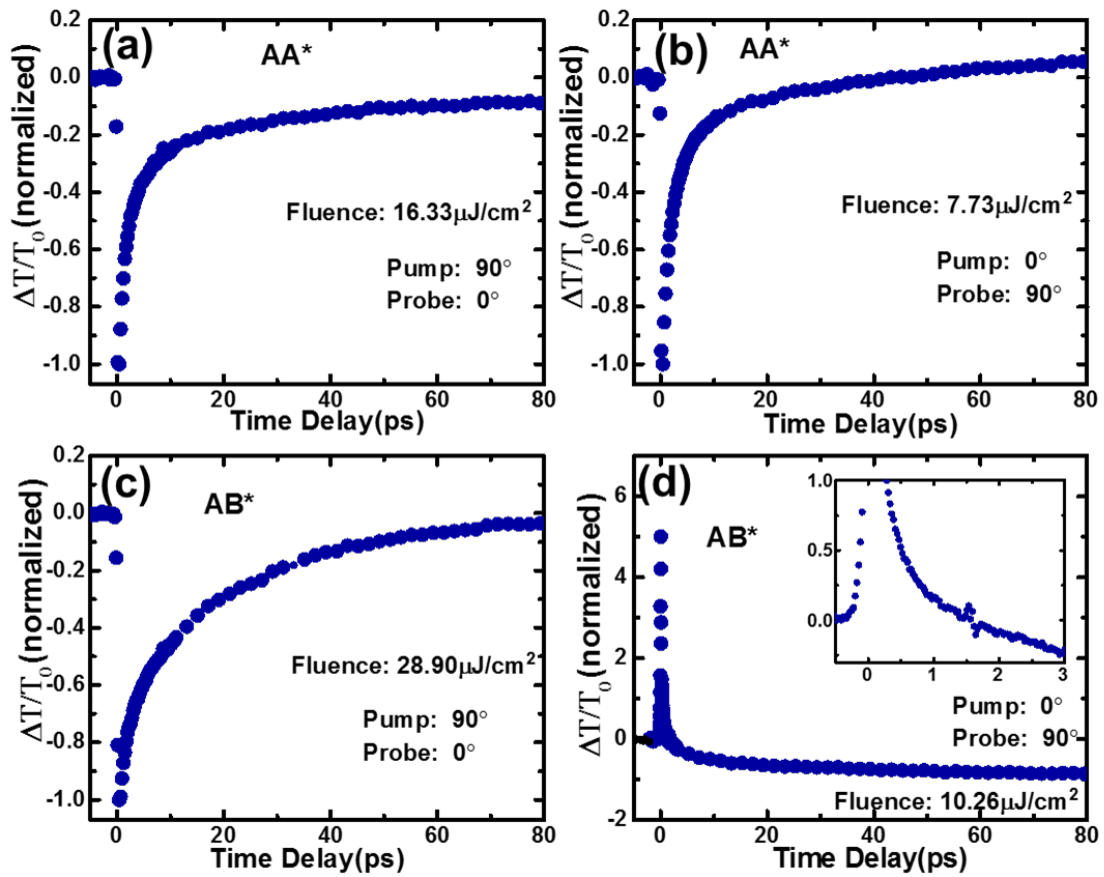 (a)
AA*
ΔT/T₀ (normalized)
0.2
0.0
-0.2
-0.4
-0.6
-0.8
-1.0
Fluence: 16.33μJ/cm²
Pump: 90°
Probe: 0°
0 20 40 60 80
Time Delay(ps)
(b)
AA*
ΔT/T₀ (normalized)
0.2
0.0
-0.2
-0.4
-0.6
-0.8
-1.0
Fluence: 7.73μJ/cm²
Pump: 0°
Probe: 90°
0 20 40 60 80
Time Delay(ps)
(c)
AB*
ΔT/T₀ (normalized)
0.2
0.0
-0.2
-0.4
-0.6
-0.8
-1.0
Fluence: 28.90μJ/cm²
Pump: 90°
Probe: 0°
0 20 40 60 80
Time Delay(ps)
(d)
AB*
ΔT/T₀ (normalized)
6
4
2
0
-2
1.0
0.5
0.0
0 1 2 3
Pump: 0°
Probe: 90°
Fluence: 10.26μJ/cm²
0 20 40 60 80
Time Delay(ps)